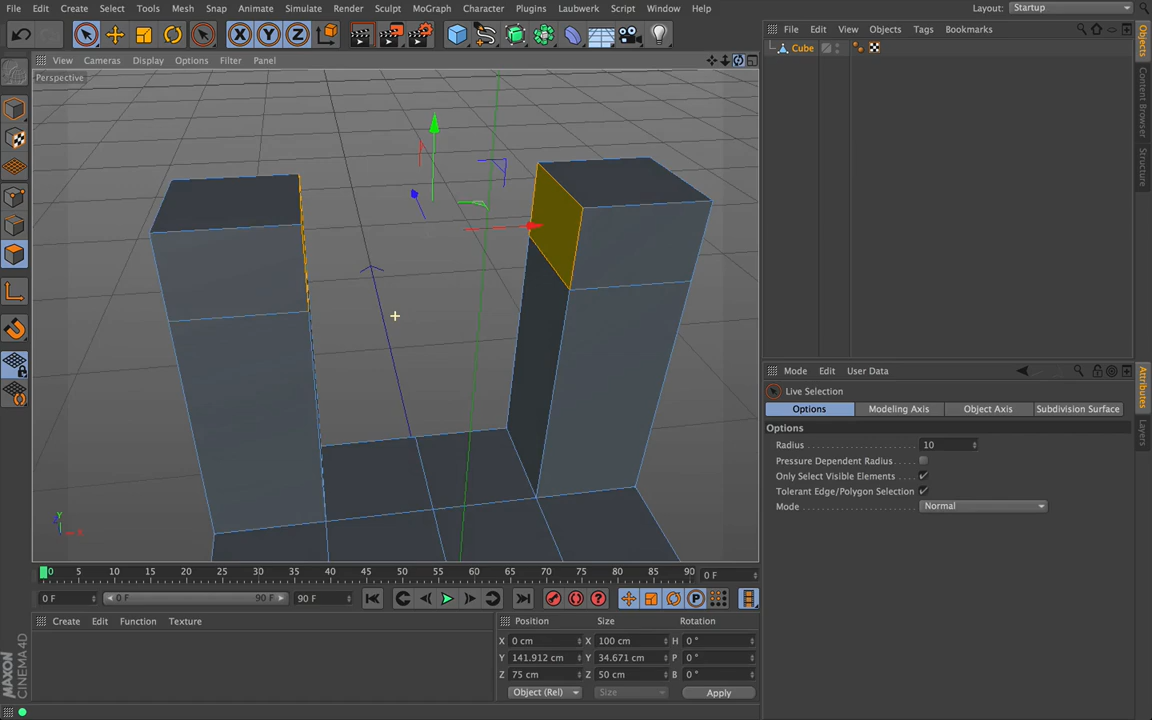 File Edit Create Select Tools Mesh Snap Animate Simulate Render Sculpt MoGraph Character Plugins Laubwerk Script Window Help Layout: Startup
X Y Z
File Edit View Objects Tags Bookmarks
Cube
View Cameras Display Options Filter Panel
Perspective
Objects
Content Browser
Structure
Mode Edit User Data
Live Selection
Options Modeling Axis Object Axis Subdivision Surface
Options
Radius 10
Pressure Dependent Radius
Only Select Visible Elements
Tolerant Edge/Polygon Selection
Mode Normal
Attributes
Layers
Y
X
0 5 10 15 20 25 30 35 40 45 50 55 60 65 70 75 80 85 90 0 F
0 F 0 F 90 F 90 F
P
Create Edit Function Texture
Position Size Rotation
X 0 cm X 100 cm H 0 °
Y 141.912 cm Y 34.671 cm P 0 °
Z 75 cm Z 50 cm B 0 °
Object (Rel) Size Apply
MAXON
CINEMA 4D